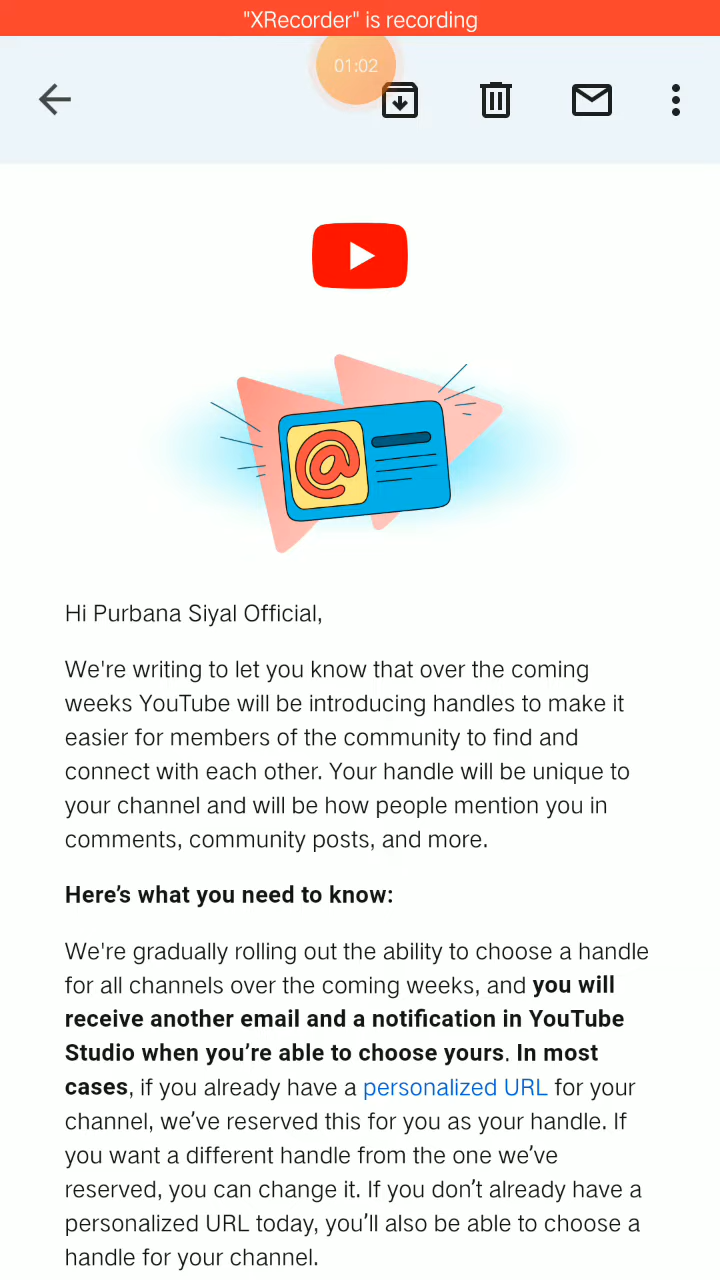 "XRecorder" is recording
01:02
@
Hi Purbana Siyal Official,
We're writing to let you know that over the coming
weeks YouTube will be introducing handles to make it
easier for members of the community to find and
connect with each other. Your handle will be unique to
your channel and will be how people mention you in
comments, community posts, and more.
Here’s what you need to know:
We're gradually rolling out the ability to choose a handle
for all channels over the coming weeks, and you will
receive another email and a notification in YouTube
Studio when you’re able to choose yours. In most
cases, if you already have a personalized URL for your
channel, we’ve reserved this for you as your handle. If
you want a different handle from the one we’ve
reserved, you can change it. If you don’t already have a
personalized URL today, you’ll also be able to choose a
handle for your channel.